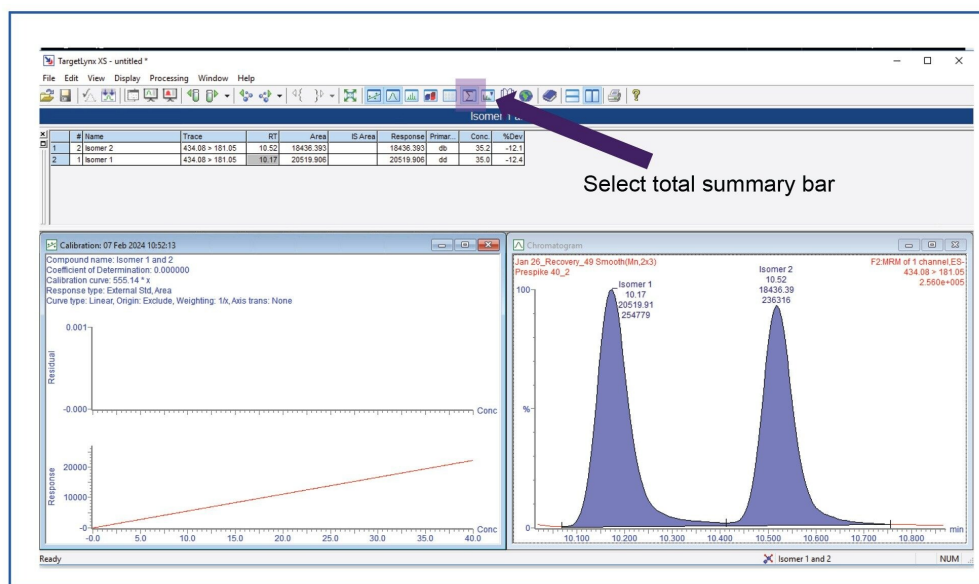 TargetLynx XS - untitled *
File Edit View Display Processing Window Help
Isomer 1 a
# Name Trace RT Area IS Area Response Primar... Conc. %Dev
1 2 Isomer 2 434.08 > 181.05 10.52 18436.393 18436.393 db 35.2 -12.1
2 1 Isomer 1 434.08 > 181.05 10.17 20519.906 20519.906 dd 35.0 -12.4
Select total summary bar
Calibration: 07 Feb 2024 10:52:13
Compound name: Isomer 1 and 2
Coefficient of Determination: 0.000000
Calibration curve: 555.14 * x
Response type: External Std, Area
Curve type: Linear, Origin: Exclude, Weighting: 1/x, Axis trans: None
0.001
Residual
-0.000
Conc
20000
Response
10000
-0
Conc
-0.0 5.0 10.0 15.0 20.0 25.0 30.0 35.0 40.0
Chromatogram
Jan 26_Recovery_49 Smooth(Mn,2x3)
Prespike 40_2
F2:MRM of 1 channel,ES-
434.08 > 181.05
2.560e+005
Isomer 1
10.17
20519.91
254779
Isomer 2
10.52
18436.39
236316
100
%
0
min
10.100 10.200 10.300 10.400 10.500 10.600 10.700 10.800
Ready
Isomer 1 and 2
NUM